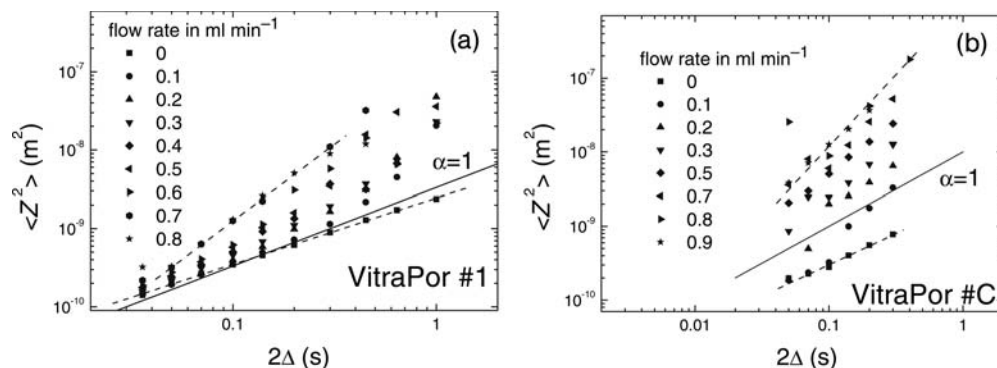 (a)
flow rate in ml min⁻¹
0
0.1
0.2
0.3
0.4
0.5
0.6
0.7
0.8
10⁻⁷
10⁻⁸
10⁻⁹
10⁻¹⁰
<Z²> (m²)
α=1
VitraPor #1
0.1
1
2Δ (s)
(b)
flow rate in ml min⁻¹
0
0.1
0.2
0.3
0.5
0.7
0.8
0.9
10⁻⁷
10⁻⁸
10⁻⁹
10⁻¹⁰
<Z²> (m²)
α=1
VitraPor #C
0.01
0.1
1
2Δ (s)